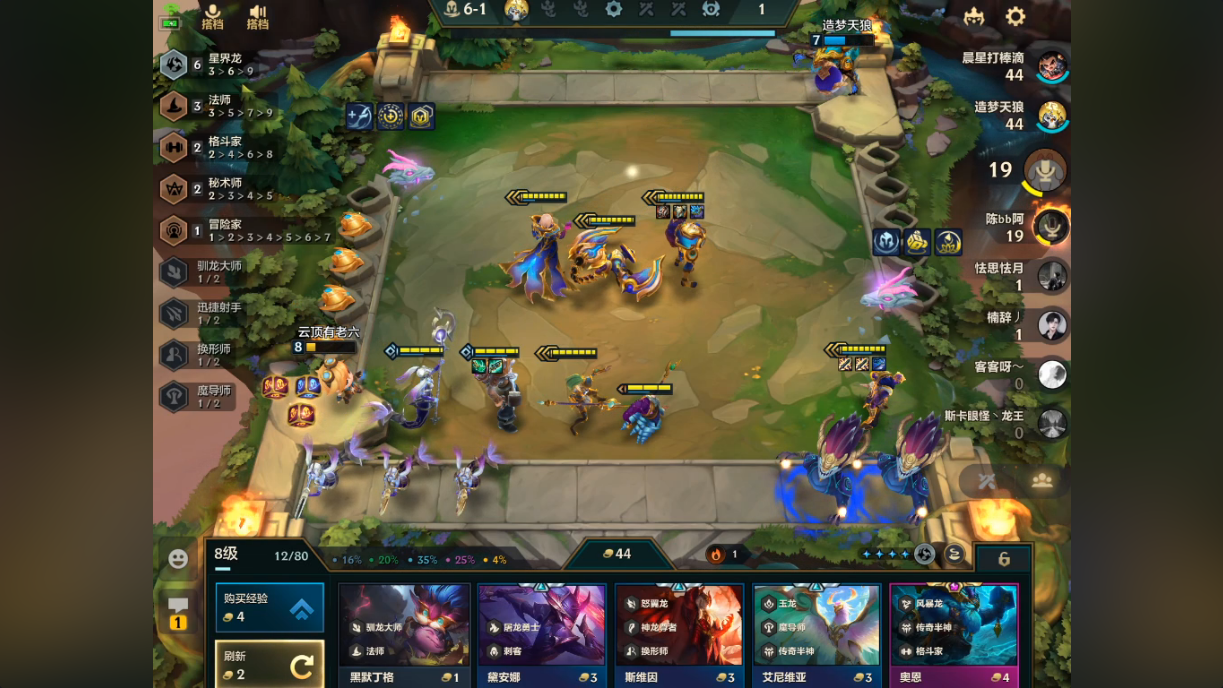 搭档
搭档
6-1
1
造梦天狼
7
6
星界龙
3 > 6 > 9
3
法师
3 > 5 > 7 > 9
2
格斗家
2 > 4 > 6 > 8
2
秘术师
2 > 3 > 4 > 5
1
冒险家
1 > 2 > 3 > 4 > 5 > 6 > 7
驯龙大师
1 / 2
迅捷射手
1 / 2
换形师
1 / 2
魔导师
1 / 2
晨星打棒滴
44
造梦天狼
44
19
陈bb阿
19
怯思怯月
1
楠辞丿
1
客客呀～
0
斯卡眼怪丶龙王
0
云顶有老六
8
8级
12/80
16%
20%
35%
25%
4%
44
1
6
购买经验
4
刷新
2
1
驯龙大师
法师
黑默丁格
1
屠龙勇士
刺客
黛安娜
3
怒翼龙
神龙尊者
换形师
斯维因
3
玉龙
魔导师
传奇半神
艾尼维亚
3
风暴龙
传奇半神
格斗家
奥恩
4